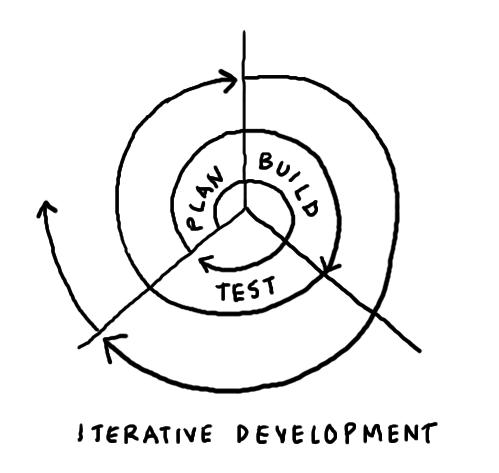 PLAN
BUILD
TEST
ITERATIVE DEVELOPMENT